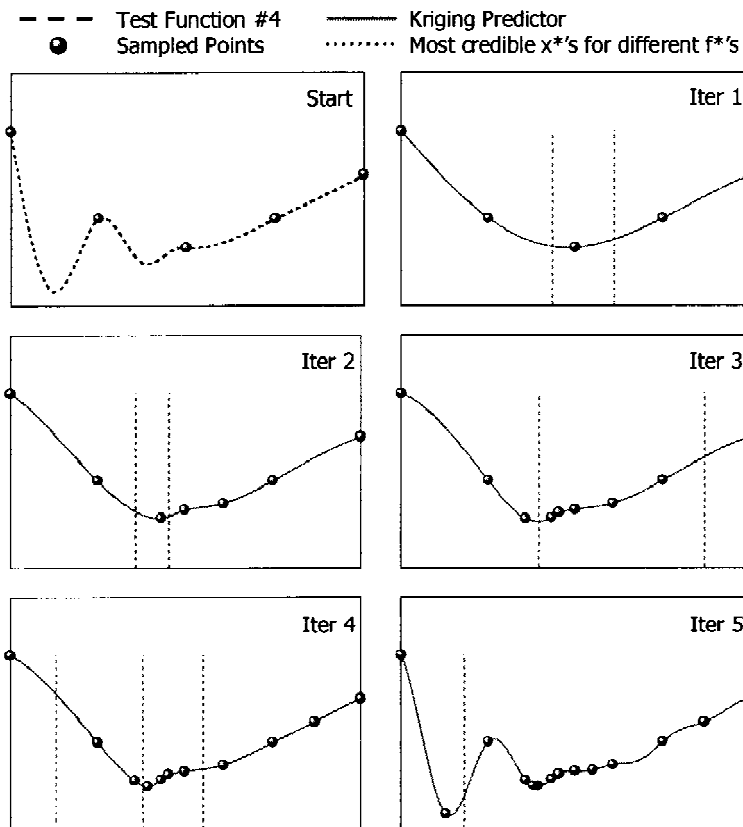 Test Function #4
Kriging Predictor
Sampled Points
Most credible x*'s for different f*'s
Start
Iter 1
Iter 2
Iter 3
Iter 4
Iter 5